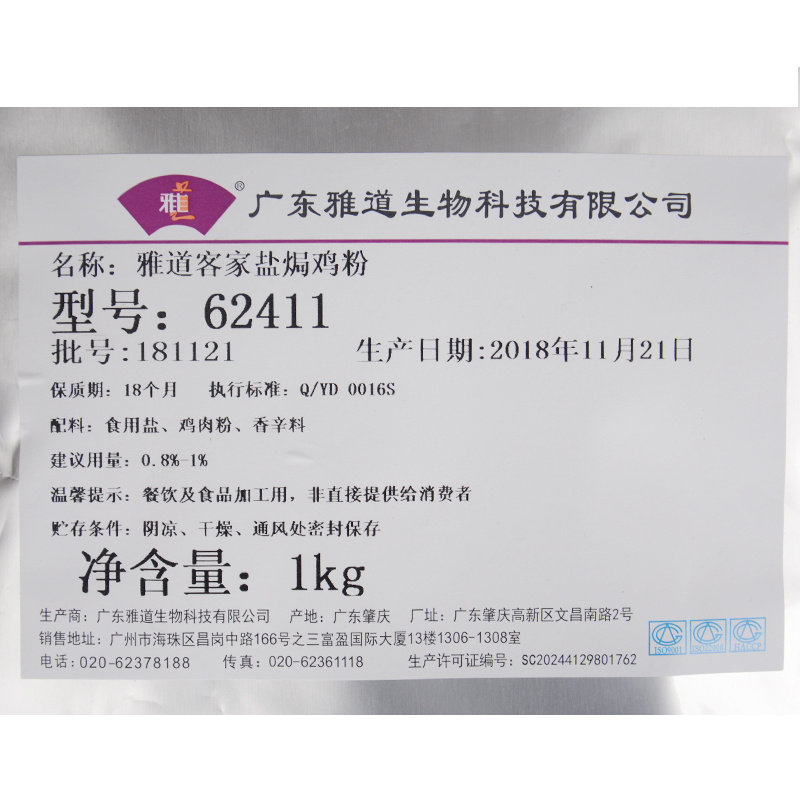 雅道® 广东雅道生物科技有限公司
名称：雅道客家盐焗鸡粉
型号：62411
批号:181121 生产日期:2018年11月21日
保质期：18个月 执行标准：Q/YD 0016S
配料：食用盐、鸡肉粉、香辛料
建议用量：0.8%-1%
温馨提示：餐饮及食品加工用，非直接提供给消费者
贮存条件：阴凉、干燥、通风处密封保存
净含量：1kg
生产商：广东雅道生物科技有限公司 产地：广东肇庆 厂址：广东肇庆高新区文昌南路2号
销售地址：广州市海珠区昌岗中路166号之三富盈国际大厦13楼1306-1308室
电话：020-62378188 传真：020-62361118 生产许可证编号：SC20244129801762
ISO9001 HACCP